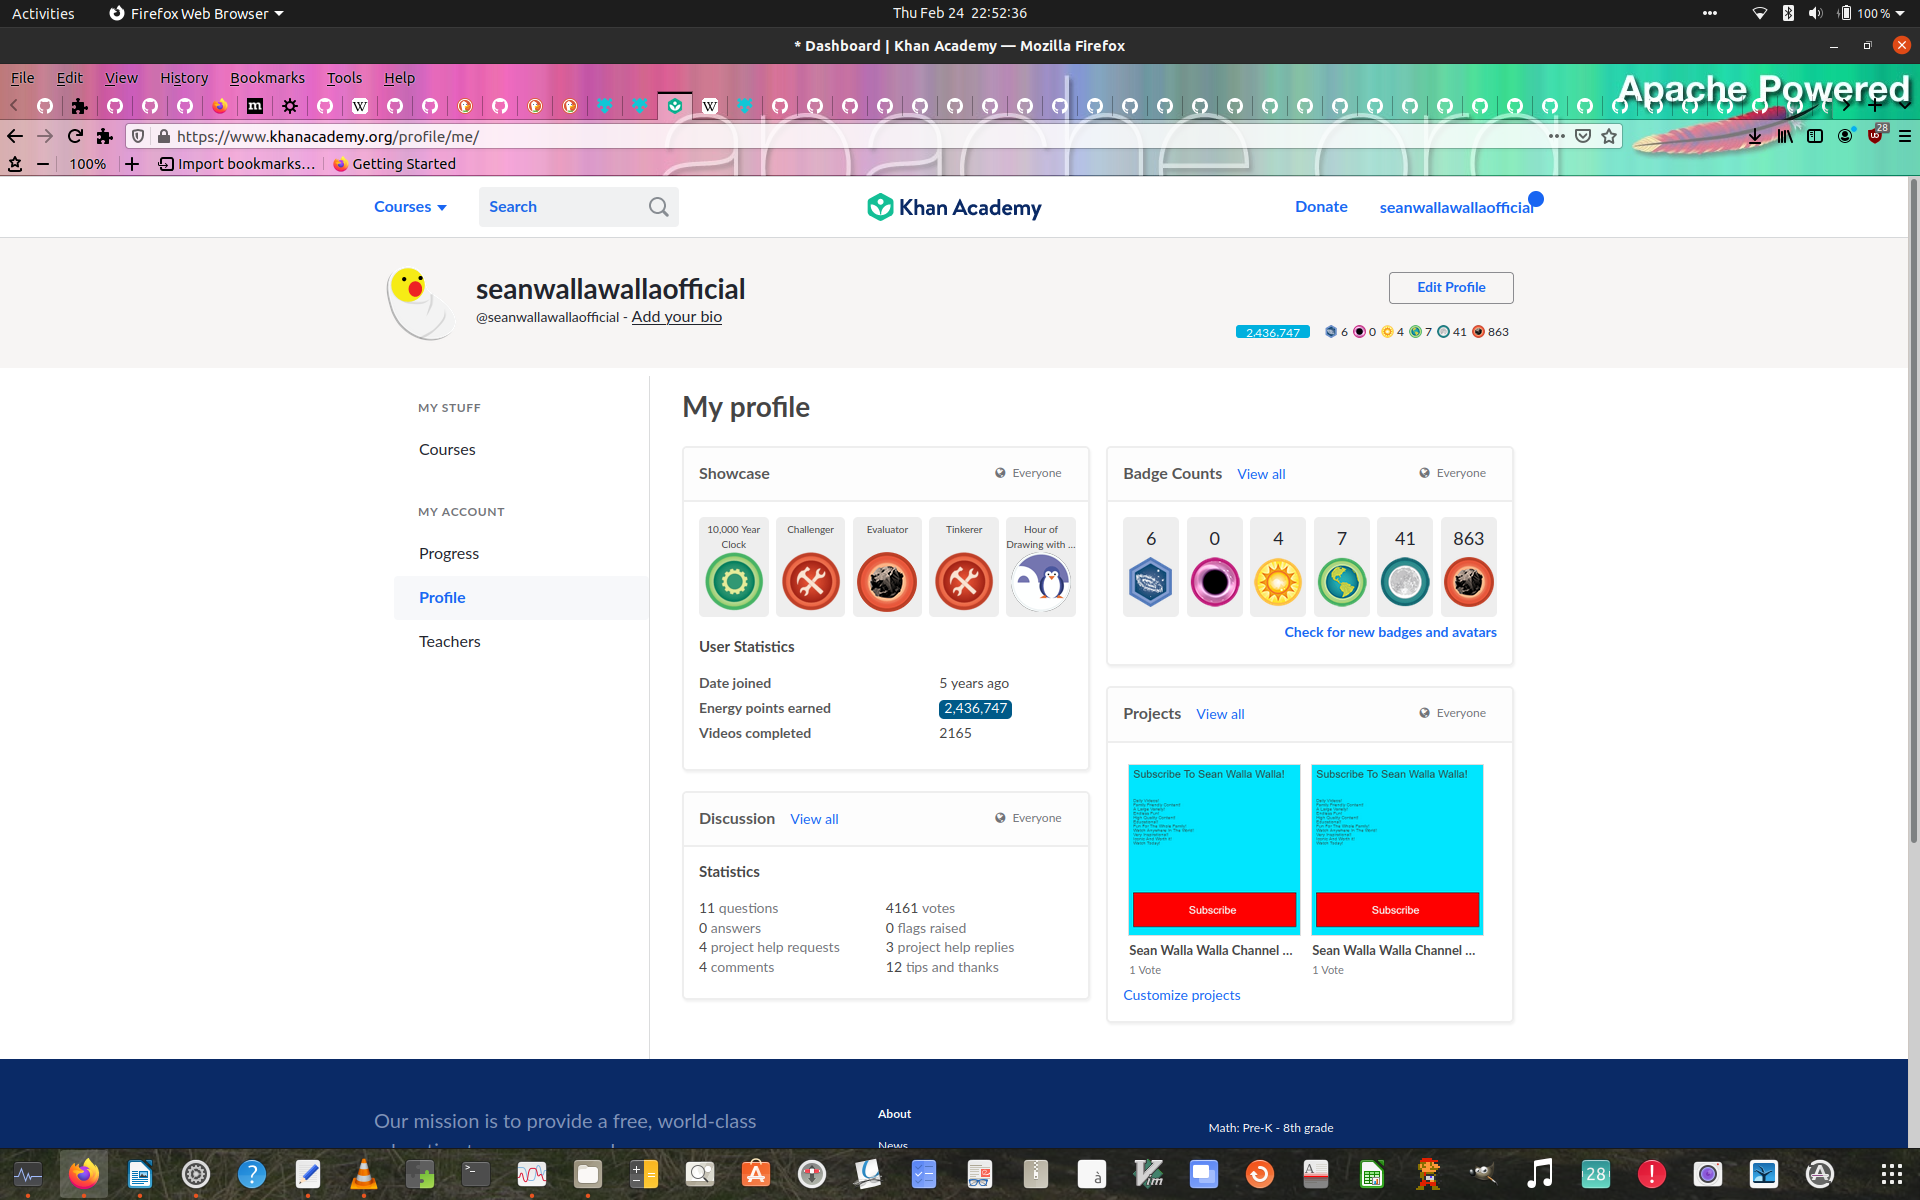 Activities Firefox Web Browser Thu Feb 24 22:52:36 100 %
* Dashboard | Khan Academy — Mozilla Firefox
File Edit View History Bookmarks Tools Help
Apache Powered
https://www.khanacademy.org/profile/me/
28
100% Import bookmarks... Getting Started
apache org
Courses Search Khan Academy Donate seanwallawallaofficial
seanwallawallaofficial
@seanwallawallaofficial - Add your bio
Edit Profile
2,436,747 6 0 4 7 41 863
MY STUFF
Courses
MY ACCOUNT
Progress
Profile
Teachers
My profile
Showcase Everyone
10,000 Year Clock
Challenger
Evaluator
Tinkerer
Hour of Drawing with ...
User Statistics
Date joined 5 years ago
Energy points earned 2,436,747
Videos completed 2165
Discussion View all Everyone
Statistics
11 questions 4161 votes
0 answers 0 flags raised
4 project help requests 3 project help replies
4 comments 12 tips and thanks
Badge Counts View all Everyone
6 0 4 7 41 863
Check for new badges and avatars
Projects View all Everyone
Subscribe To Sean Walla Walla! Subscribe To Sean Walla Walla!
Subscribe Subscribe
Sean Walla Walla Channel ... Sean Walla Walla Channel ...
1 Vote 1 Vote
Customize projects
Our mission is to provide a free, world-class
About
News
Math: Pre-K - 8th grade
28